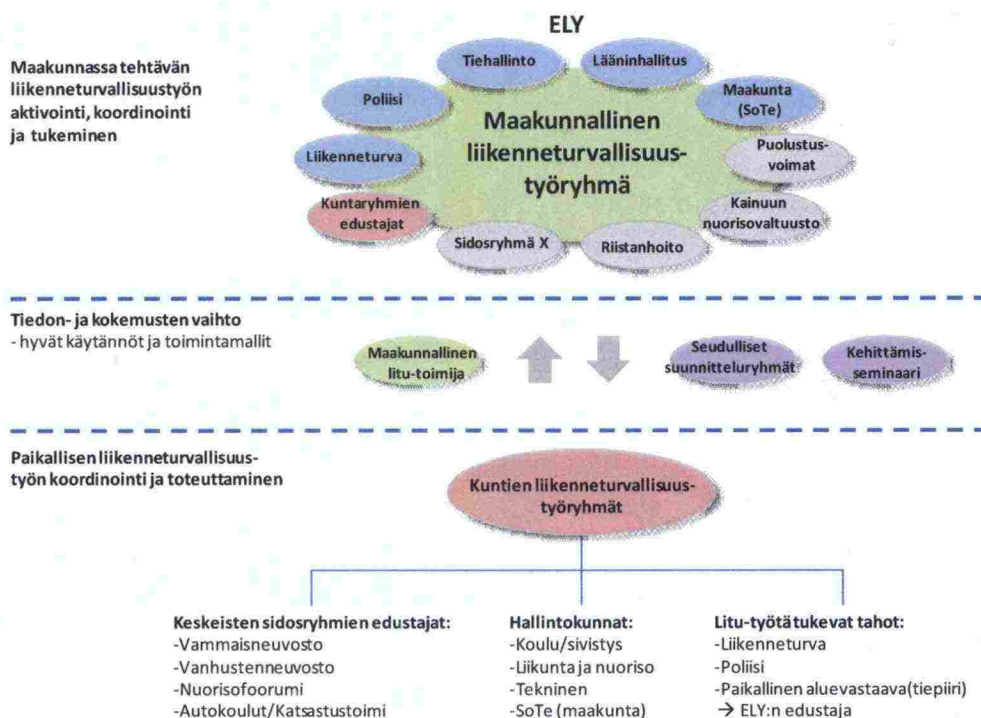 ELY
Maakunnassa tehtävän
liikenneturvallisuustyön
aktivointi, koordinointi
ja tukeminen
Tiehallinto
Lääninhallitus
Poliisi
Maakunta
(SoTe)
Maakunnallinen
liikenneturvallisuus-
työryhmä
Liikenneturva
Puolustus-
voimat
Kuntaryhmien
edustajat
Kainuun
nuorisovaltuusto
Sidosryhmä X
Riistanhoito
Tiedon- ja kokemusten vaihto
- hyvät käytännöt ja toimintamallit
Maakunnallinen
litu-toimija
Seudulliset
suunnitteluryhmät
Kehittämis-
seminaari
Paikallisen liikenneturvallisuus-
työn koordinointi ja toteuttaminen
Kuntien liikenneturvallisuus-
työryhmät
Keskeisten sidosryhmien edustajat:
-Vammaisneuvosto
-Vanhustenneuvosto
-Nuorisofoorumi
-Autokoulut/Katsastustoimi
Hallintokunnat:
-Koulu/sivistys
-Liikunta ja nuoriso
-Tekninen
-SoTe (maakunta)
Litu-työtä tukevat tahot:
-Liikenneturva
-Poliisi
-Paikallinen aluevastaava(tiepiiri)
→ ELY:n edustaja